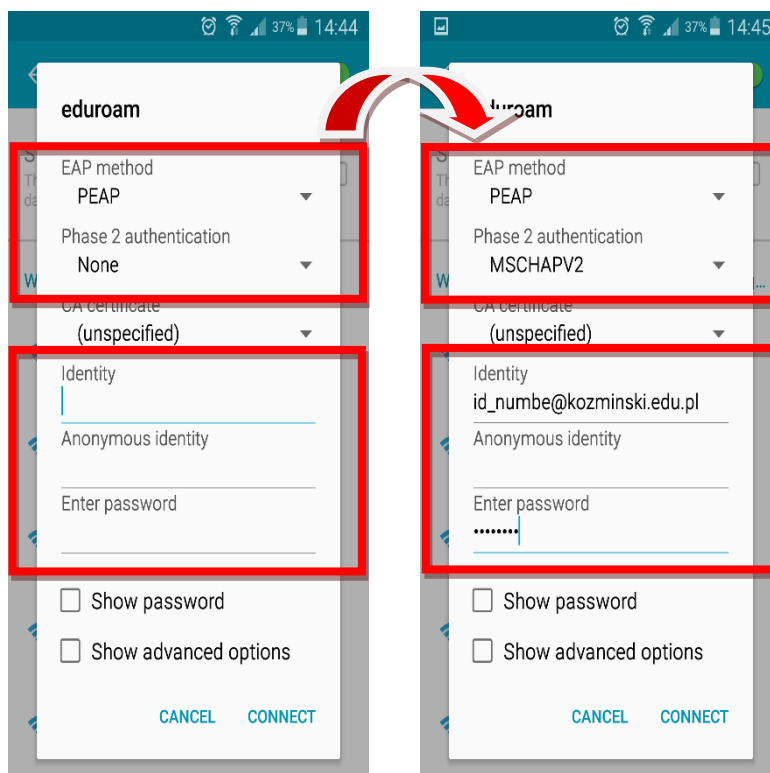 37% 14:44
eduroam
EAP method
PEAP
Phase 2 authentication
None
CA certificate
(unspecified)
Identity
Anonymous identity
Enter password
Show password
Show advanced options
CANCEL CONNECT
37% 14:45
eduroam
EAP method
PEAP
Phase 2 authentication
MSCHAPV2
CA certificate
(unspecified)
Identity
id_numbe@kozminski.edu.pl
Anonymous identity
Enter password
••••••••
Show password
Show advanced options
CANCEL CONNECT